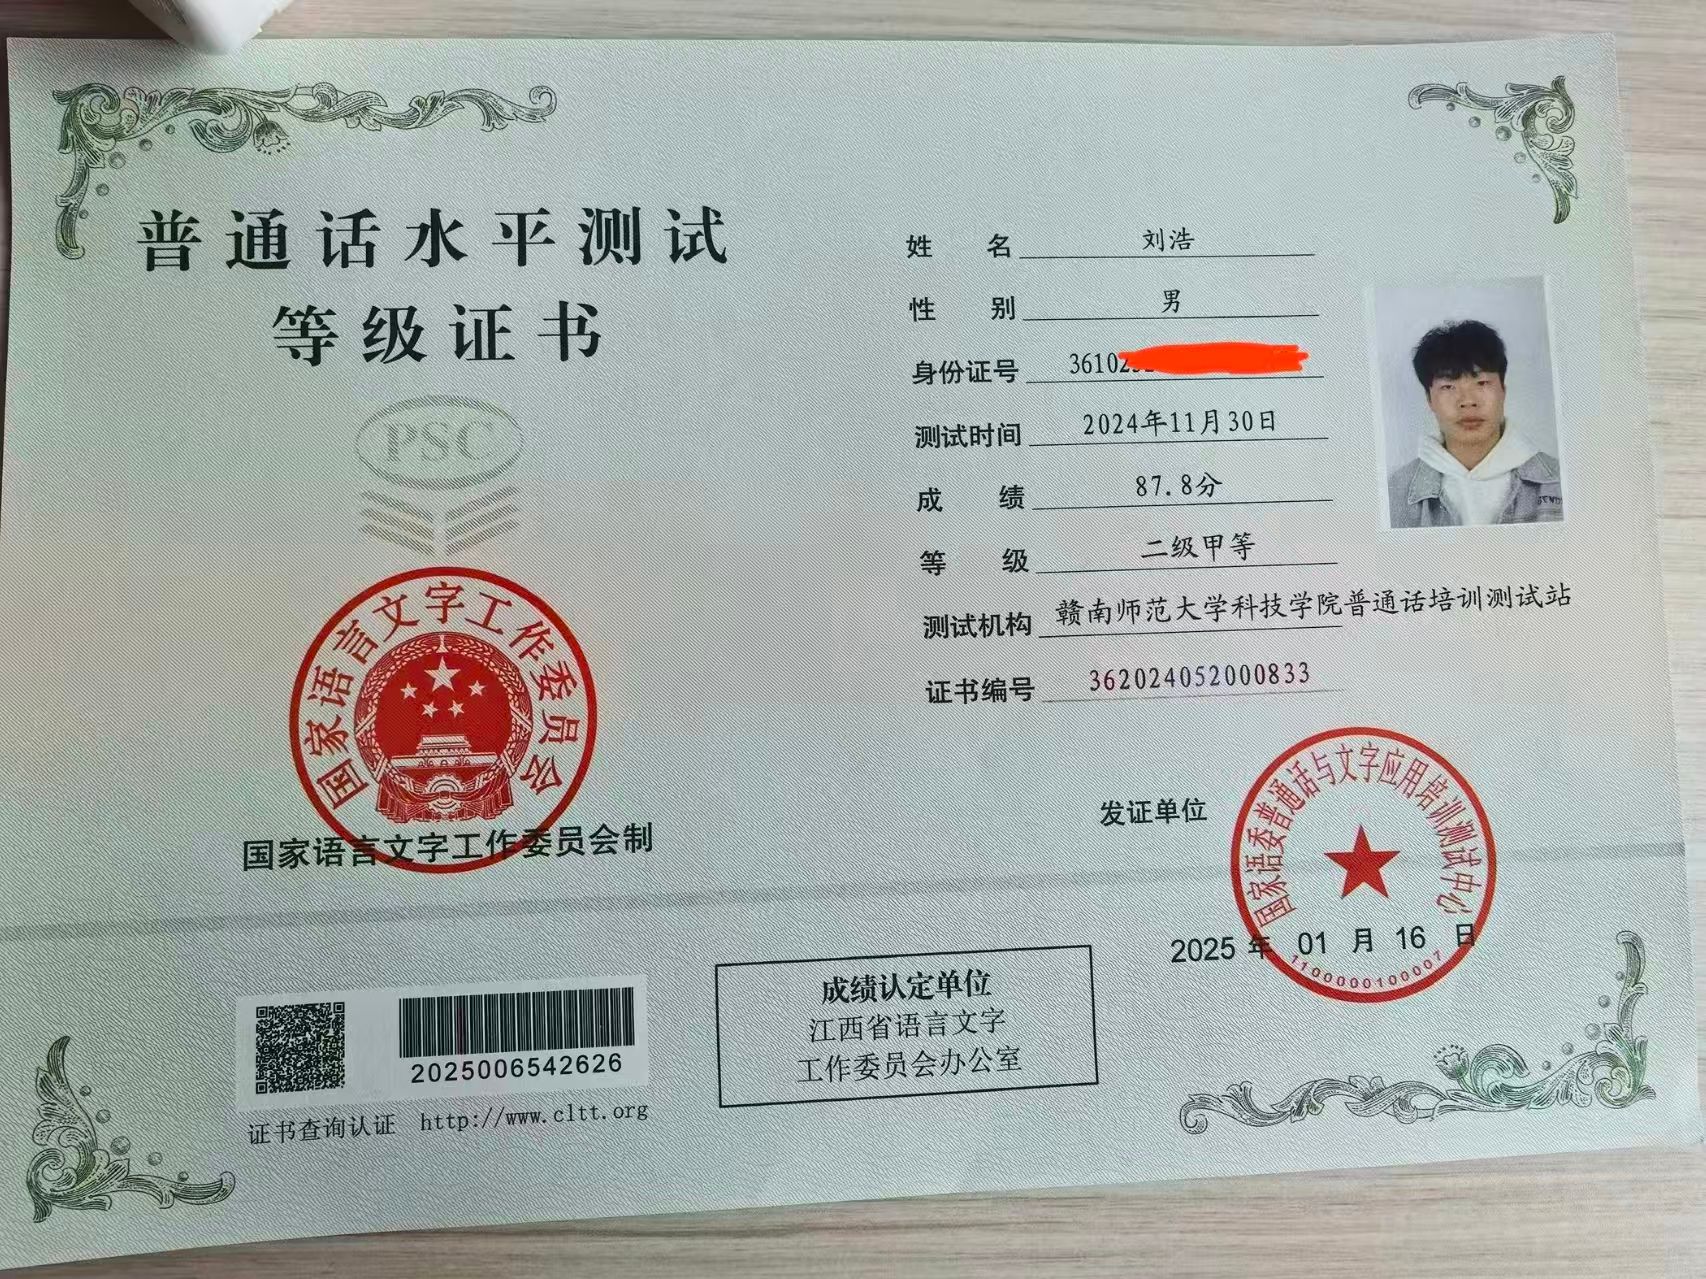 普通话水平测试
等级证书
PSC
国家语言文字工作委员会
国家语言文字工作委员会制
2025006542626
证书查询认证 http://www.cltt.org
姓 名 刘浩
性 别 男
身份证号 36102
测试时间 2024年11月30日
成 绩 87.8分
等 级 二级甲等
测试机构 赣南师范大学科技学院普通话培训测试站
证书编号 362024052000833
发证单位
国家语委普通话与文字应用培训测试中心
2025 年 01 月 16 日
1100000100007
成绩认定单位
江西省语言文字
工作委员会办公室